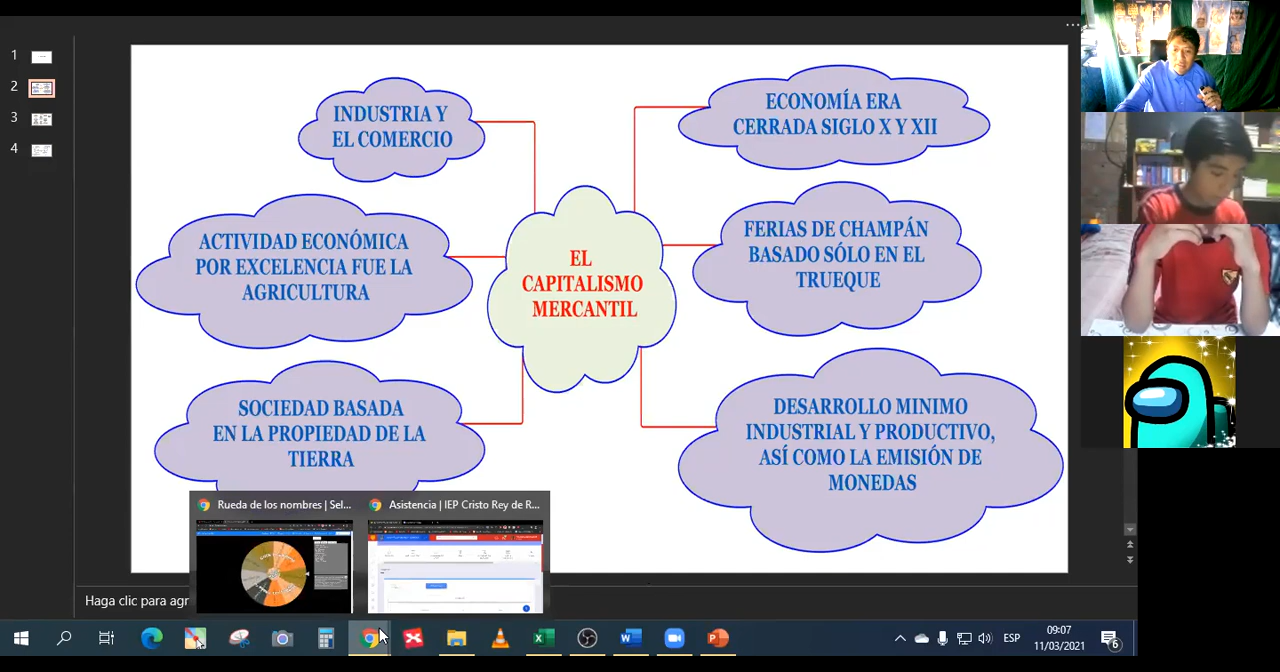 1
2
3
4
INDUSTRIA Y
EL COMERCIO
ACTIVIDAD ECONÓMICA
POR EXCELENCIA FUE LA
AGRICULTURA
SOCIEDAD BASADA
EN LA PROPIEDAD DE LA
TIERRA
EL
CAPITALISMO
MERCANTIL
ECONOMÍA ERA
CERRADA SIGLO X Y XII
FERIAS DE CHAMPÁN
BASADO SÓLO EN EL
TRUEQUE
DESARROLLO MINIMO
INDUSTRIAL Y PRODUCTIVO,
ASÍ COMO LA EMISIÓN DE
MONEDAS
Rueda de los nombres | Sel...
Asistencia | IEP Cristo Rey de R...
Haga clic para agr
ESP
09:07
11/03/2021
6